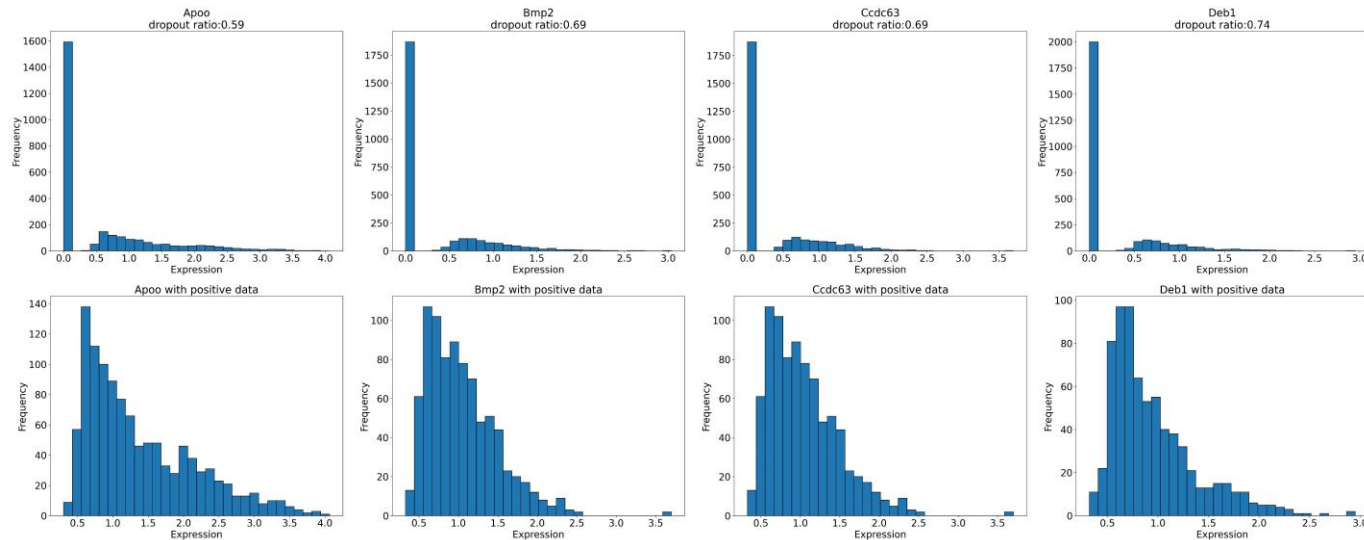 Apoo
dropout ratio:0.59
1600
1400
1200
1000
800
600
400
200
0
Frequency
0.0 0.5 1.0 1.5 2.0 2.5 3.0 3.5 4.0
Expression
Bmp2
dropout ratio:0.69
1750
1500
1250
1000
750
500
250
0
Frequency
0.0 0.5 1.0 1.5 2.0 2.5 3.0
Expression
Ccdc63
dropout ratio:0.69
1750
1500
1250
1000
750
500
250
0
Frequency
0.0 0.5 1.0 1.5 2.0 2.5 3.0 3.5
Expression
Deb1
dropout ratio:0.74
2000
1750
1500
1250
1000
750
500
250
0
Frequency
0.0 0.5 1.0 1.5 2.0 2.5 3.0
Expression
Apoo with positive data
140
120
100
80
60
40
20
0
Frequency
0.5 1.0 1.5 2.0 2.5 3.0 3.5 4.0
Expression
Bmp2 with positive data
100
80
60
40
20
0
Frequency
0.5 1.0 1.5 2.0 2.5 3.0 3.5
Expression
Ccdc63 with positive data
100
80
60
40
20
0
Frequency
0.5 1.0 1.5 2.0 2.5 3.0 3.5
Expression
Deb1 with positive data
100
80
60
40
20
0
Frequency
0.5 1.0 1.5 2.0 2.5 3.0
Expression